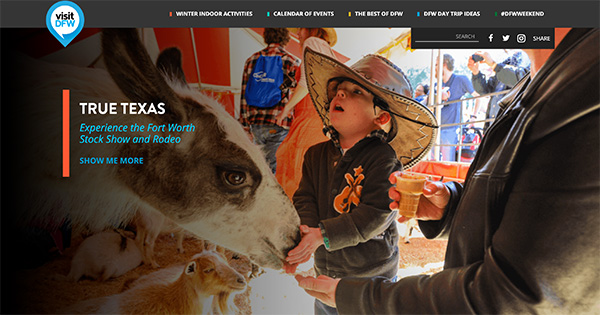 visit
DFW
WINTER INDOOR ACTIVITIES
CALENDAR OF EVENTS
THE BEST OF DFW
DFW DAY TRIP IDEAS
#DFWWEEKEND
SEARCH
SHARE
TRUE TEXAS
Experience the Fort Worth
Stock Show and Rodeo
SHOW ME MORE